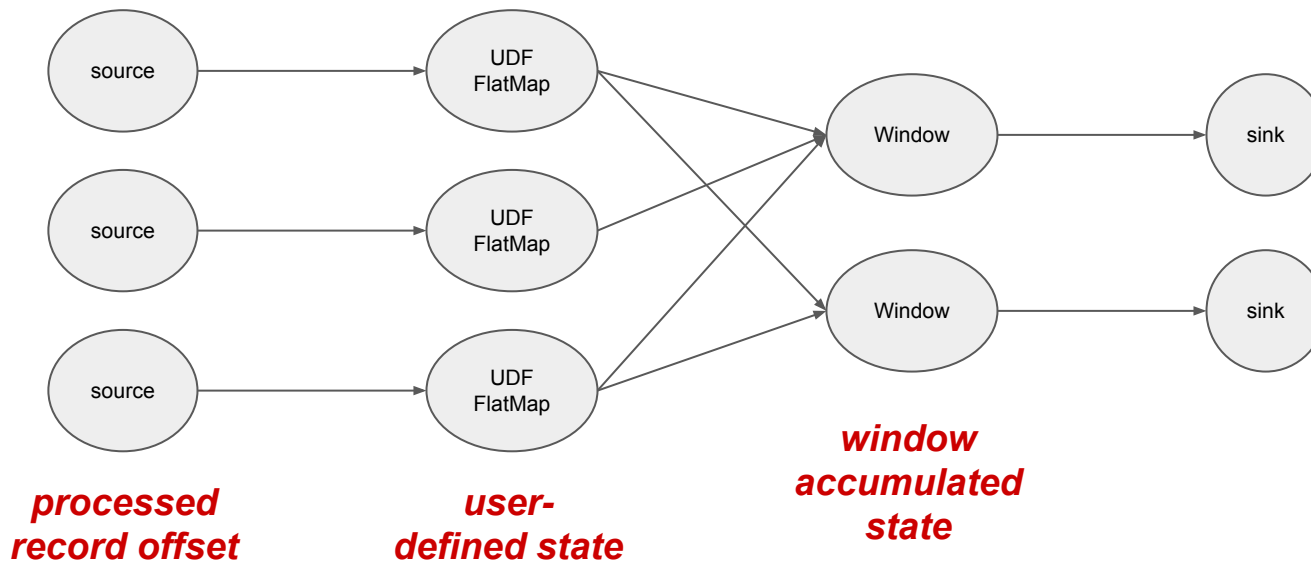 source
UDF
FlatMap
Window
sink
source
UDF
FlatMap
Window
sink
source
UDF
FlatMap
processed
record offset
user-
defined state
window
accumulated
state